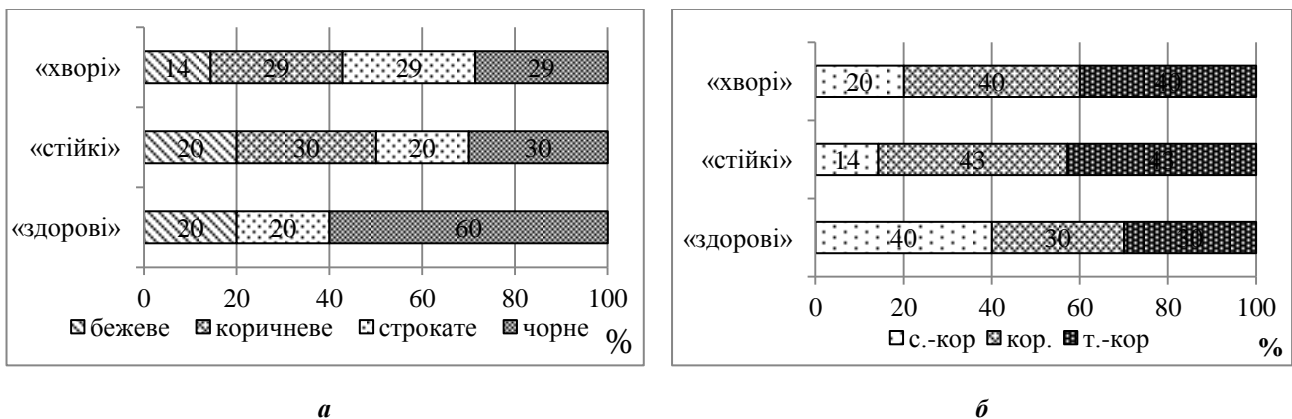 «хворі» 14 29 29 29
«стійкі» 20 30 20 30
«здорові» 20 20 60
0 20 40 60 80 100
бежеве коричневе строкате чорне %
а
«хворі» 20 40 40
«стійкі» 14 43 43
«здорові» 40 30 30
0 20 40 60 80 100
с.-кор кор. т.-кор %
б